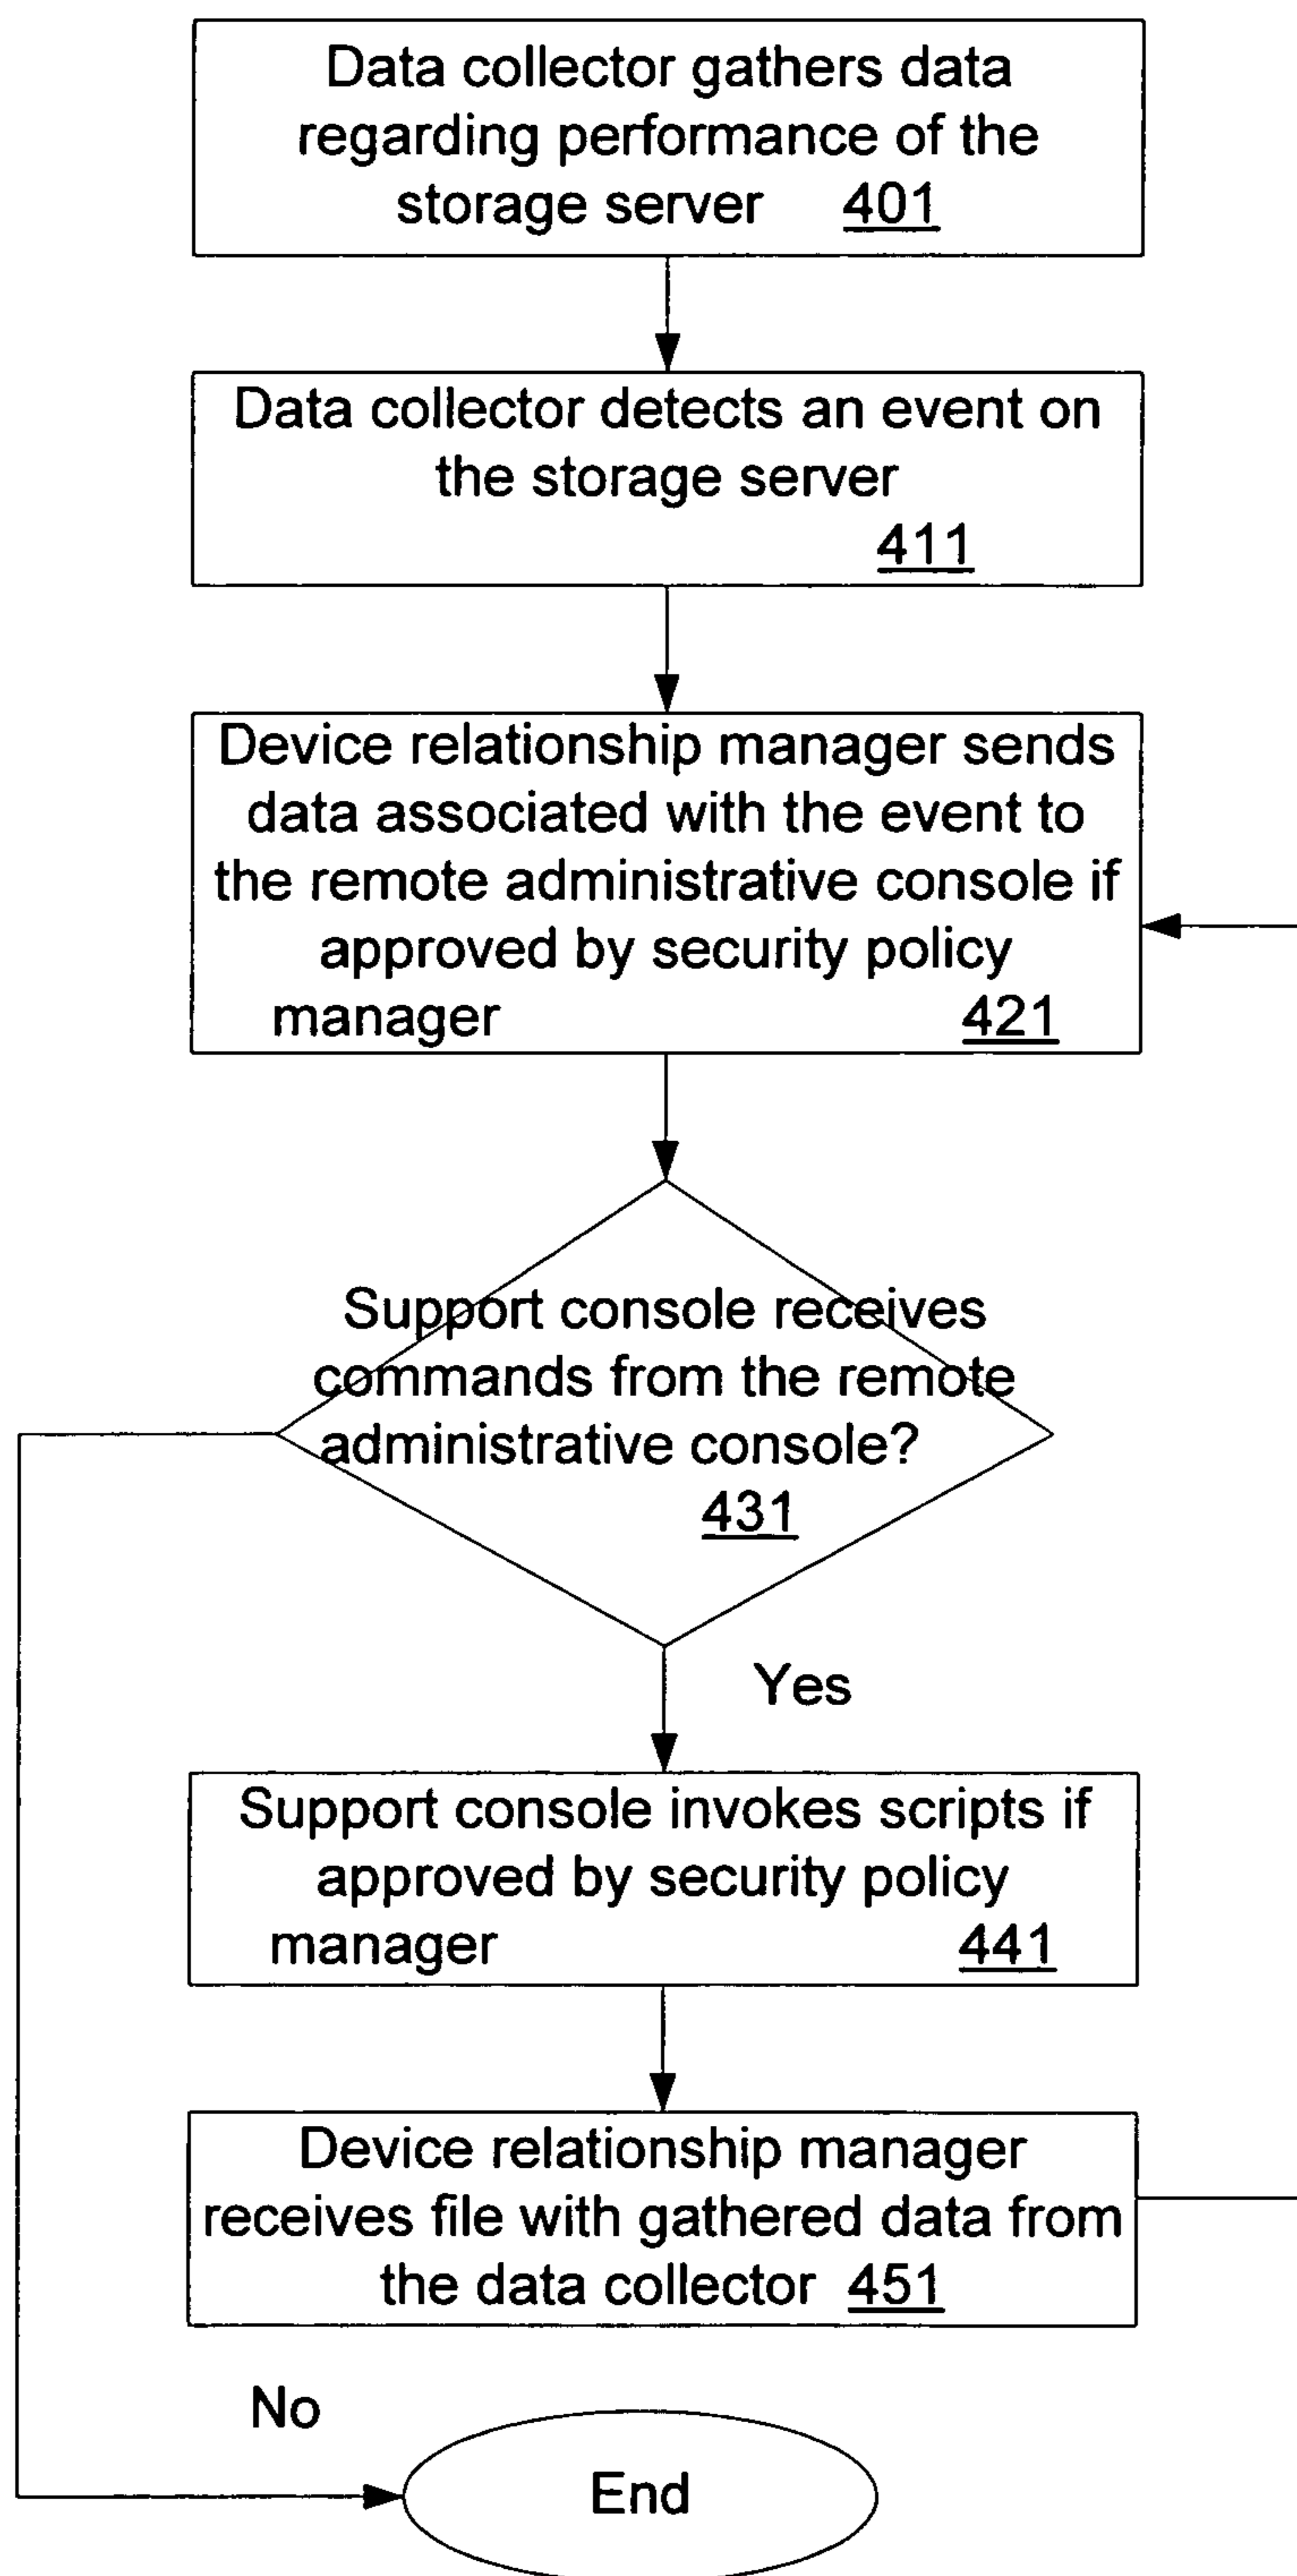 Data collector gathers data
regarding performance of the
storage server 401
Data collector detects an event on
the storage server
411
Device relationship manager sends
data associated with the event to
the remote administrative console if
approved by security policy
manager 421
Support console receives
commands from the remote
administrative console?
431
Yes
Support console invokes scripts if
approved by security policy
manager 441
Device relationship manager
receives file with gathered data from
the data collector 451
No
End